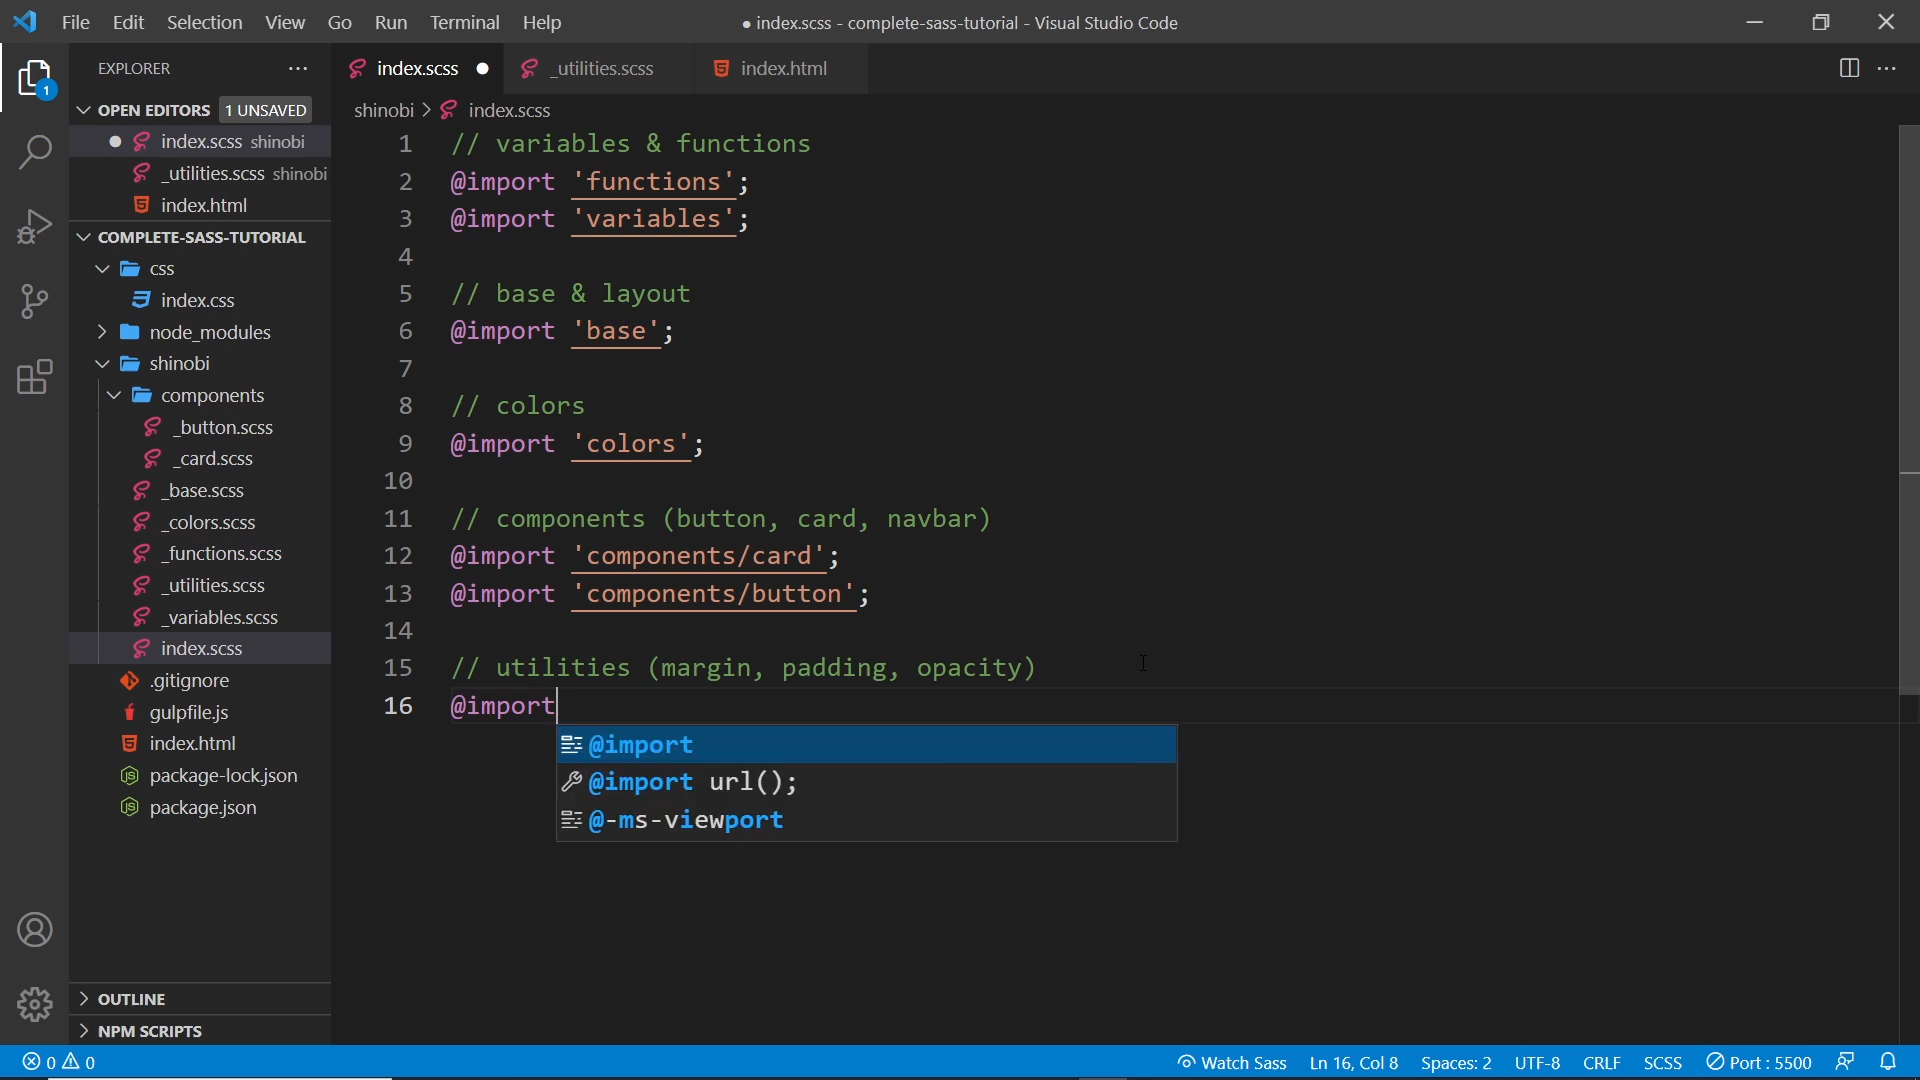 File Edit Selection View Go Run Terminal Help
● index.scss - complete-sass-tutorial - Visual Studio Code
EXPLORER
OPEN EDITORS 1 UNSAVED
index.scss shinobi
_utilities.scss shinobi
index.html
COMPLETE-SASS-TUTORIAL
css
index.css
node_modules
shinobi
components
_button.scss
_card.scss
_base.scss
_colors.scss
_functions.scss
_utilities.scss
_variables.scss
index.scss
.gitignore
gulpfile.js
index.html
package-lock.json
package.json
OUTLINE
NPM SCRIPTS
index.scss _utilities.scss index.html
shinobi > index.scss
1 // variables & functions
2 @import 'functions';
3 @import 'variables';
4
5 // base & layout
6 @import 'base';
7
8 // colors
9 @import 'colors';
10
11 // components (button, card, navbar)
12 @import 'components/card';
13 @import 'components/button';
14
15 // utilities (margin, padding, opacity)
16 @import
@import
@import url();
@-ms-viewport
1
0 0 Watch Sass Ln 16, Col 8 Spaces: 2 UTF-8 CRLF SCSS Port : 5500